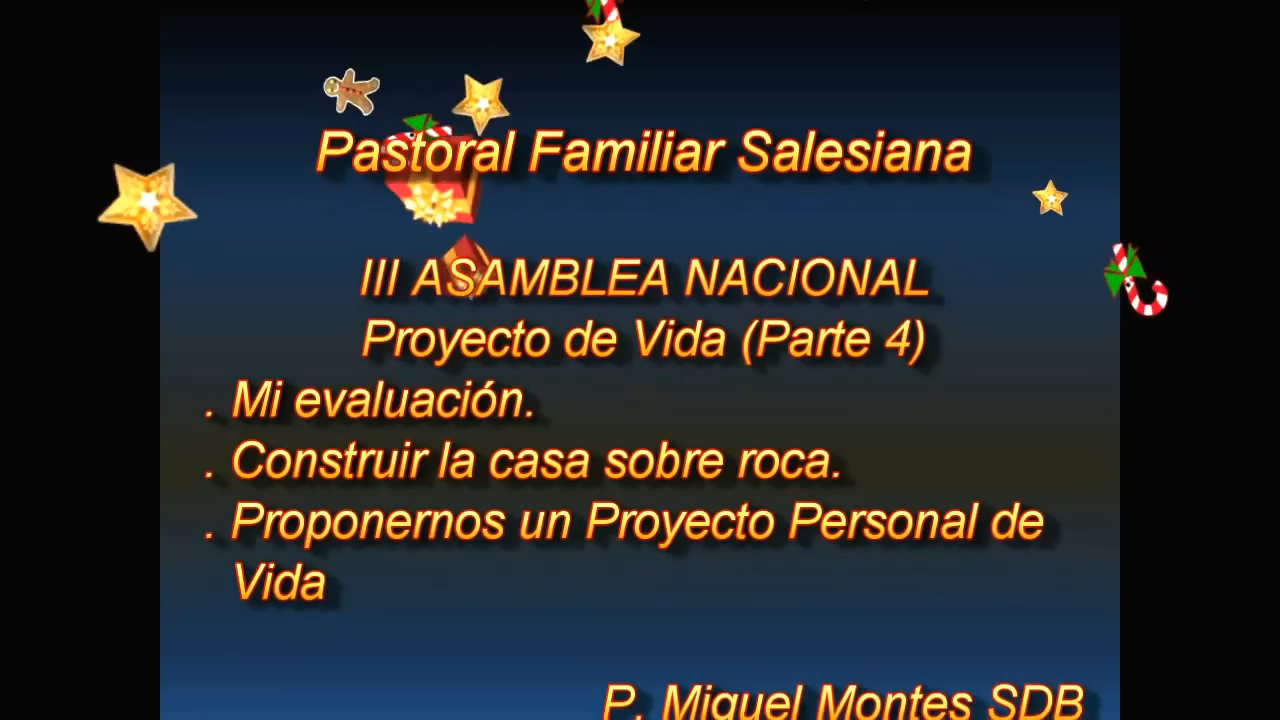 Pastoral Familiar Salesiana
III ASAMBLEA NACIONAL
Proyecto de Vida (Parte 4)
. Mi evaluación.
. Construir la casa sobre roca.
. Proponernos un Proyecto Personal de
Vida
P. Miguel Montes SDB